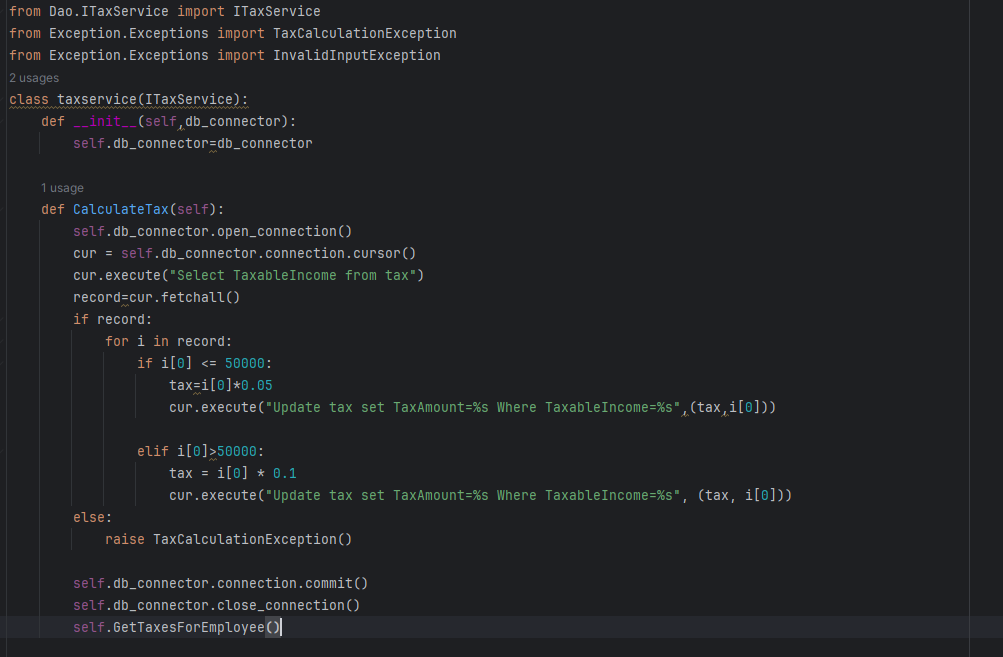 from Dao.ITaxService import ITaxService
from Exception.Exceptions import TaxCalculationException
from Exception.Exceptions import InvalidInputException
2 usages
class taxservice(ITaxService):
    def __init__(self,db_connector):
        self.db_connector=db_connector
1 usage
    def CalculateTax(self):
        self.db_connector.open_connection()
        cur = self.db_connector.connection.cursor()
        cur.execute("Select TaxableIncome from tax")
        record=cur.fetchall()
        if record:
            for i in record:
                if i[0] <= 50000:
                    tax=i[0]*0.05
                    cur.execute("Update tax set TaxAmount=%s Where TaxableIncome=%s",(tax,i[0]))
                elif i[0]>50000:
                    tax = i[0] * 0.1
                    cur.execute("Update tax set TaxAmount=%s Where TaxableIncome=%s", (tax, i[0]))
        else:
            raise TaxCalculationException()
        self.db_connector.connection.commit()
        self.db_connector.close_connection()
        self.GetTaxesForEmployee()